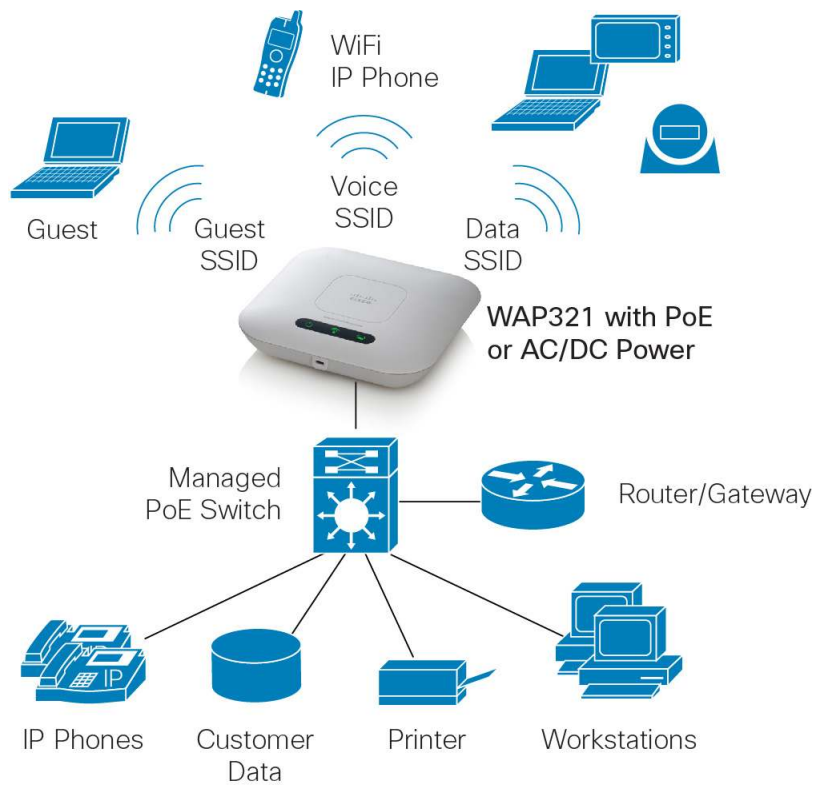 WiFi
IP Phone
Guest
Guest
SSID
Voice
SSID
Data
SSID
WAP321 with PoE
or AC/DC Power
Managed
PoE Switch
Router/Gateway
IP
IP Phones
Customer
Data
Printer
Workstations